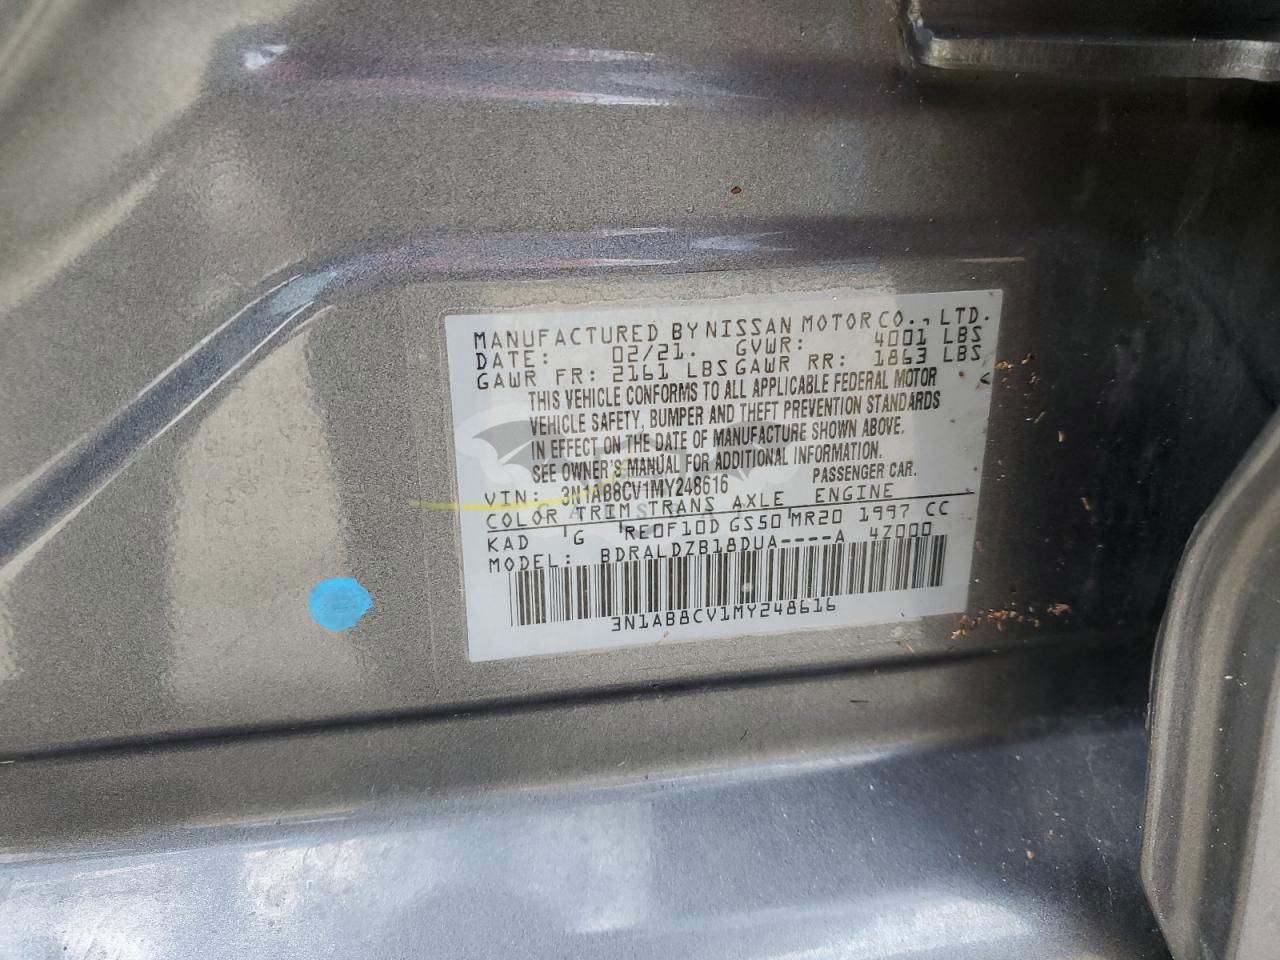 MANUFACTURED BY NISSAN MOTOR CO., LTD.
DATE: 02/21. GVWR: 4001 LBS
GAWR FR: 2161 LBS GAWR RR: 1863 LBS
THIS VEHICLE CONFORMS TO ALL APPLICABLE FEDERAL MOTOR
VEHICLE SAFETY, BUMPER AND THEFT PREVENTION STANDARDS
IN EFFECT ON THE DATE OF MANUFACTURE SHOWN ABOVE.
SEE OWNER'S MANUAL FOR ADDITIONAL INFORMATION.
VIN: 3N1AB8CV1MY248616 PASSENGER CAR.
COLOR TRIM TRANS AXLE ENGINE
KAD G RE0F10D GS50 MR20 1997 CC
MODEL: BDRALDZB18DUA----A 4Z000
3N1AB8CV1MY248616